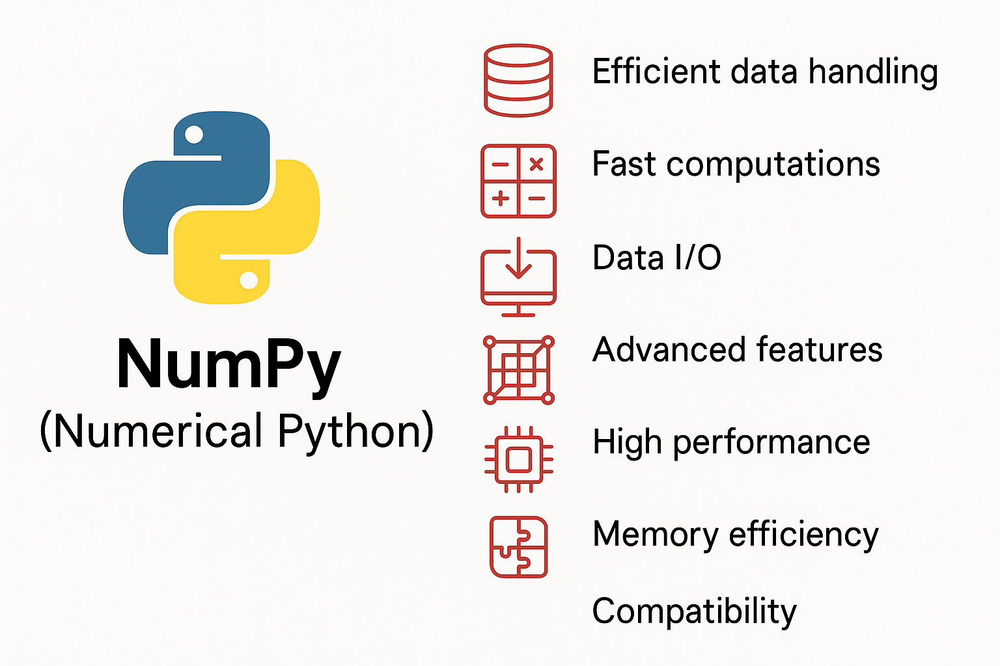 NumPy
(Numerical Python)
Efficient data handling
Fast computations
Data I/O
Advanced features
High performance
Memory efficiency
Compatibility